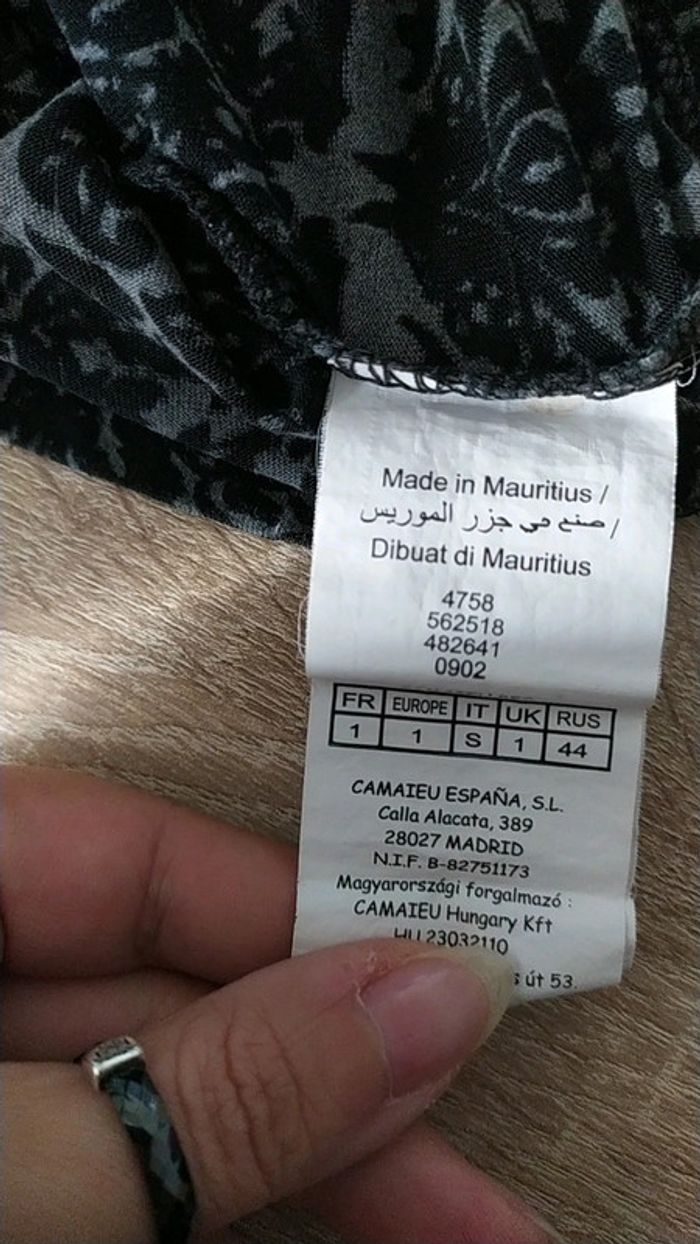 Made in Mauritius /
صنع في جزر الموريس /
Dibuat di Mauritius
4758
562518
482641
0902
FR EUROPE IT UK RUS
1 1 S 1 44
CAMAIEU ESPAÑA, S.L.
Calla Alacata, 389
28027 MADRID
N.I.F. B-82751173
Magyarországi forgalmazó :
CAMAIEU Hungary Kft
HU 23032110
út 53.